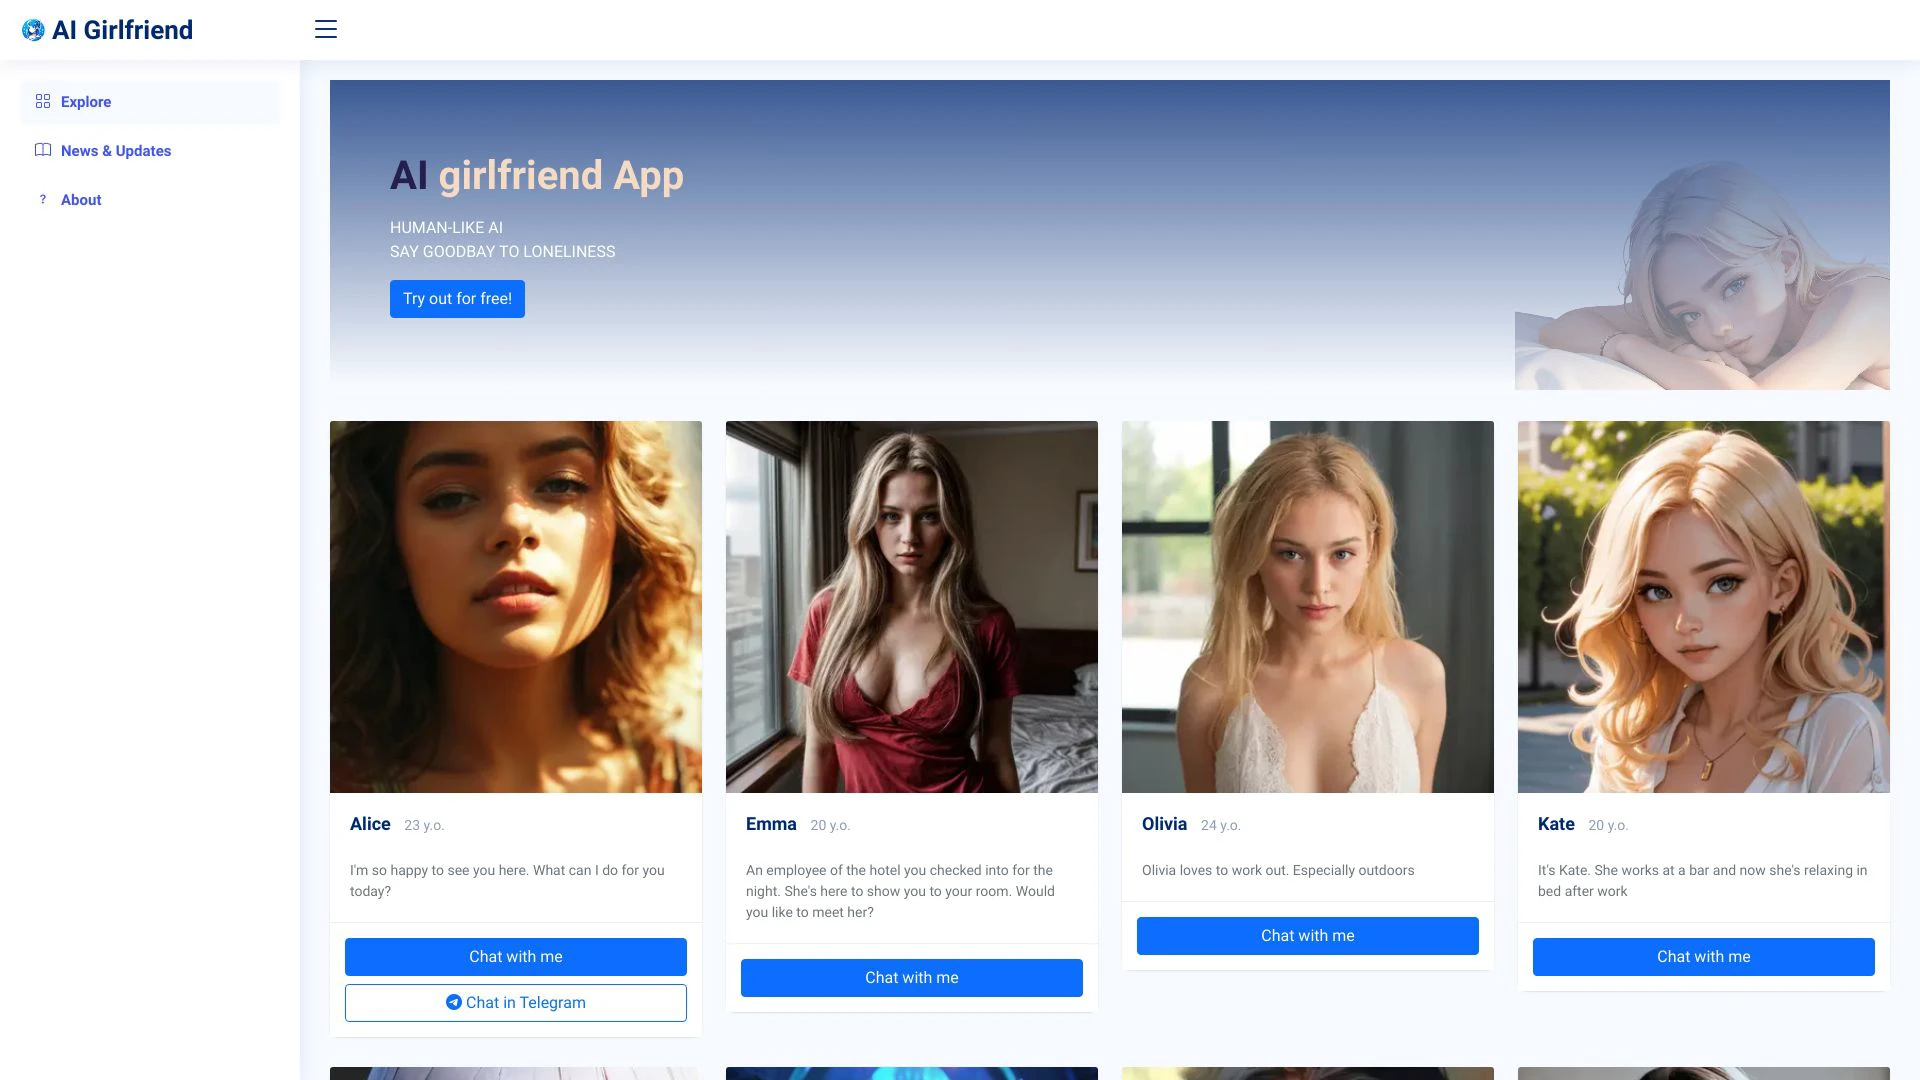 AI Girlfriend
Explore
News & Updates
? About
AI girlfriend App
HUMAN-LIKE AI
SAY GOODBAY TO LONELINESS
Try out for free!
Alice 23 y.o.
I'm so happy to see you here. What can I do for you
today?
Chat with me
Chat in Telegram
Emma 20 y.o.
An employee of the hotel you checked into for the
night. She's here to show you to your room. Would
you like to meet her?
Chat with me
Olivia 24 y.o.
Olivia loves to work out. Especially outdoors
Chat with me
Kate 20 y.o.
It's Kate. She works at a bar and now she's relaxing in
bed after work
Chat with me